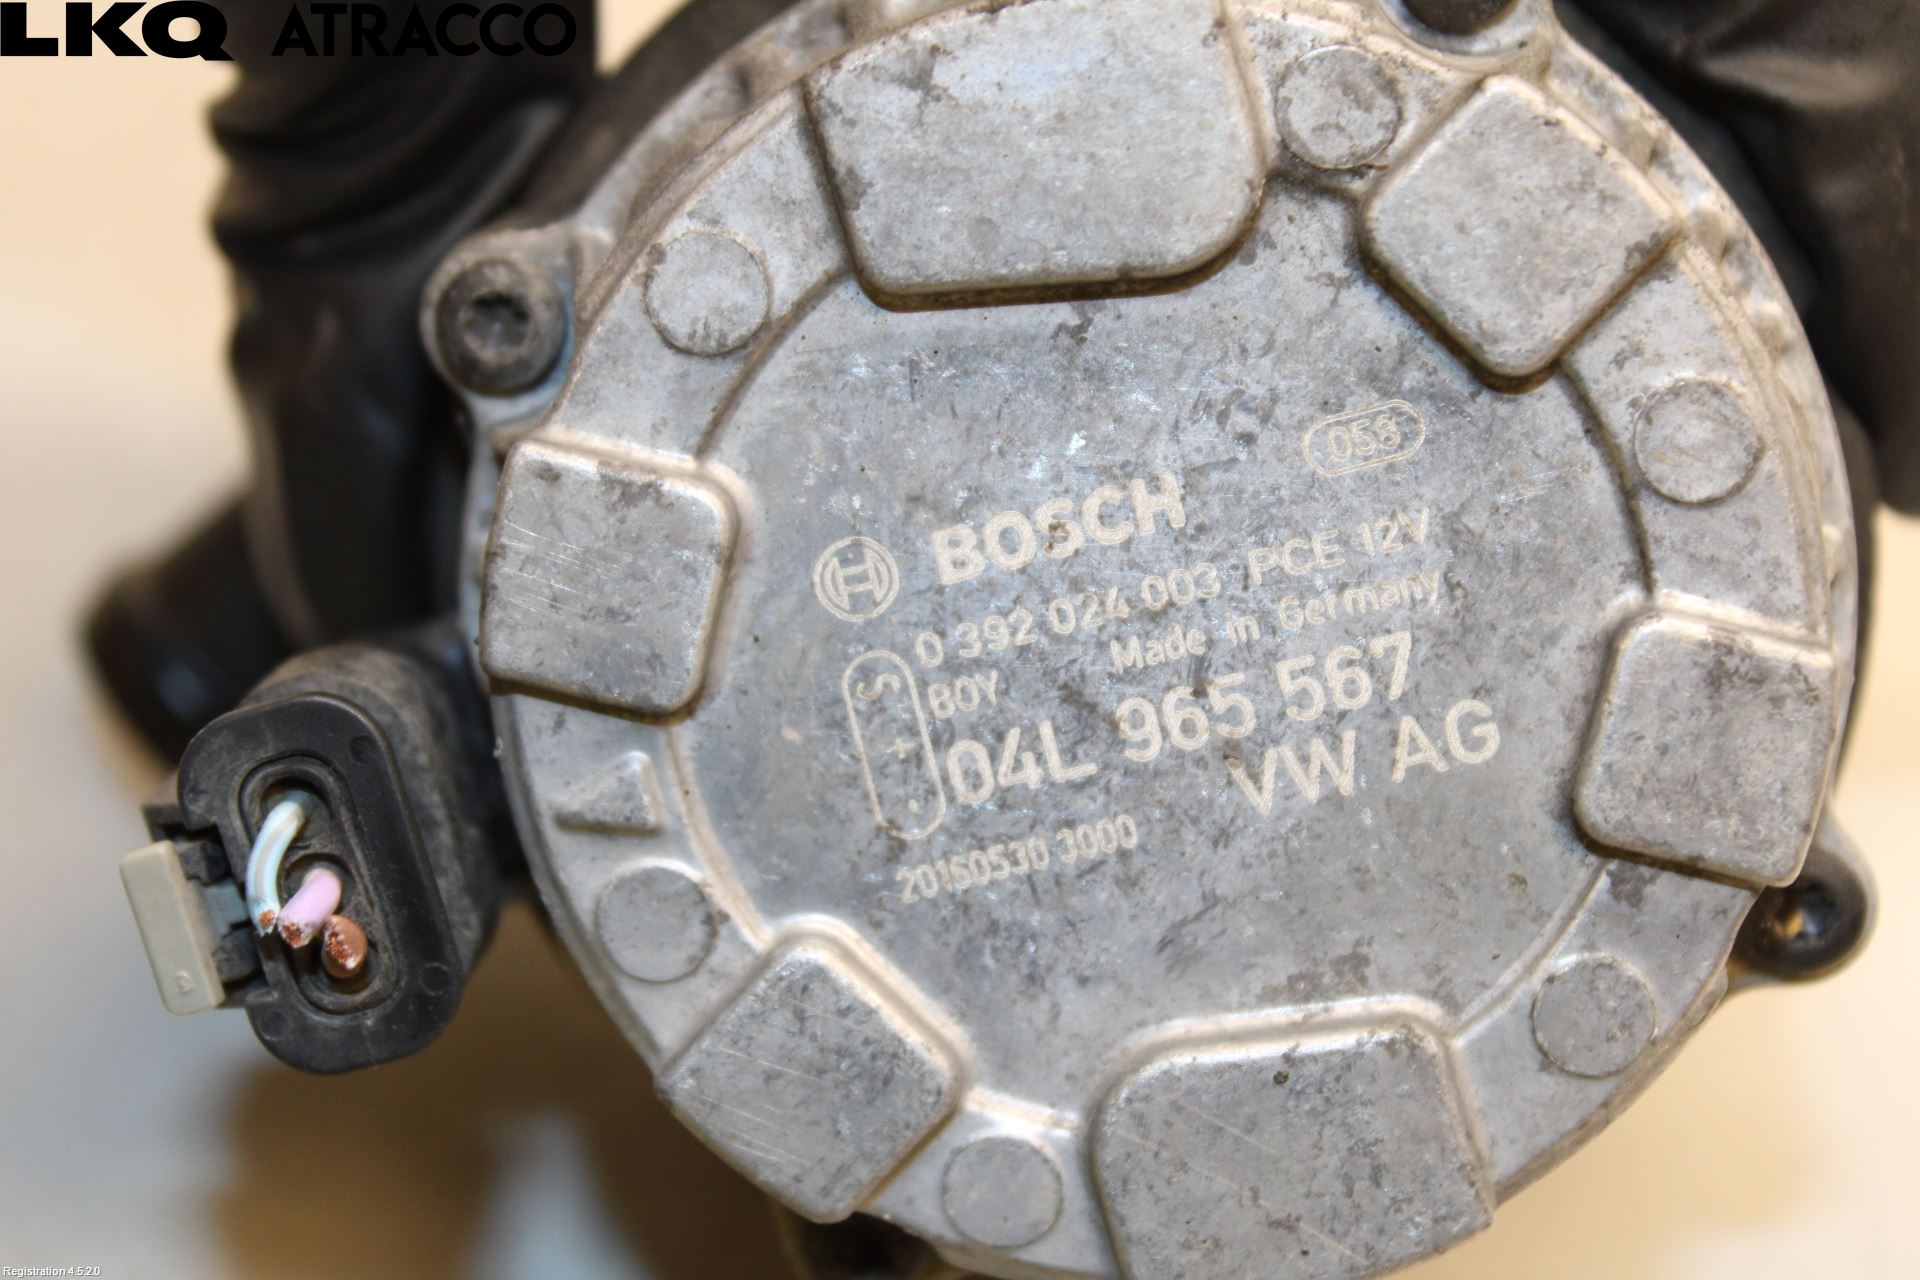 LKQ ATRACCO
058
BOSCH
0 392 024 003 PCE 12V
Made in Germany
BOY
S + -
04L 965 567
VW AG
20160530 3000
Registration 4.5.2.0